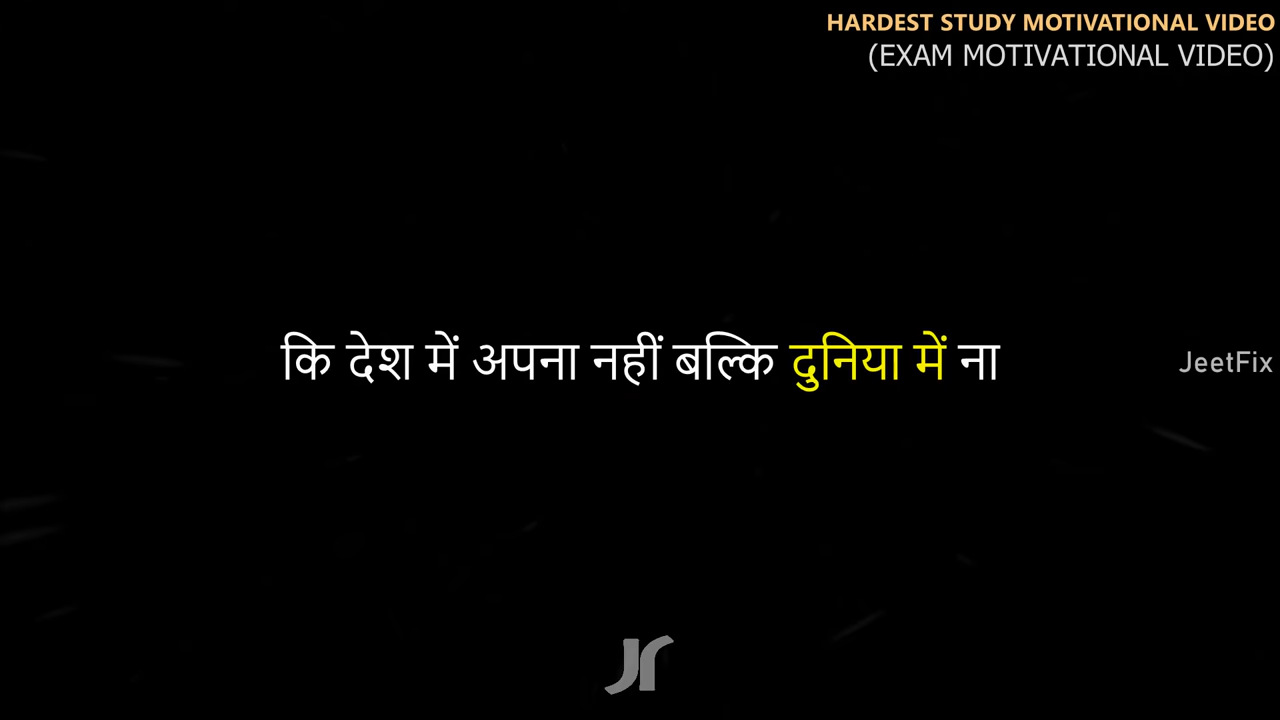 HARDEST STUDY MOTIVATIONAL VIDEO
(EXAM MOTIVATIONAL VIDEO)
कि देश में अपना नहीं बल्कि दुनिया में ना
JeetFix